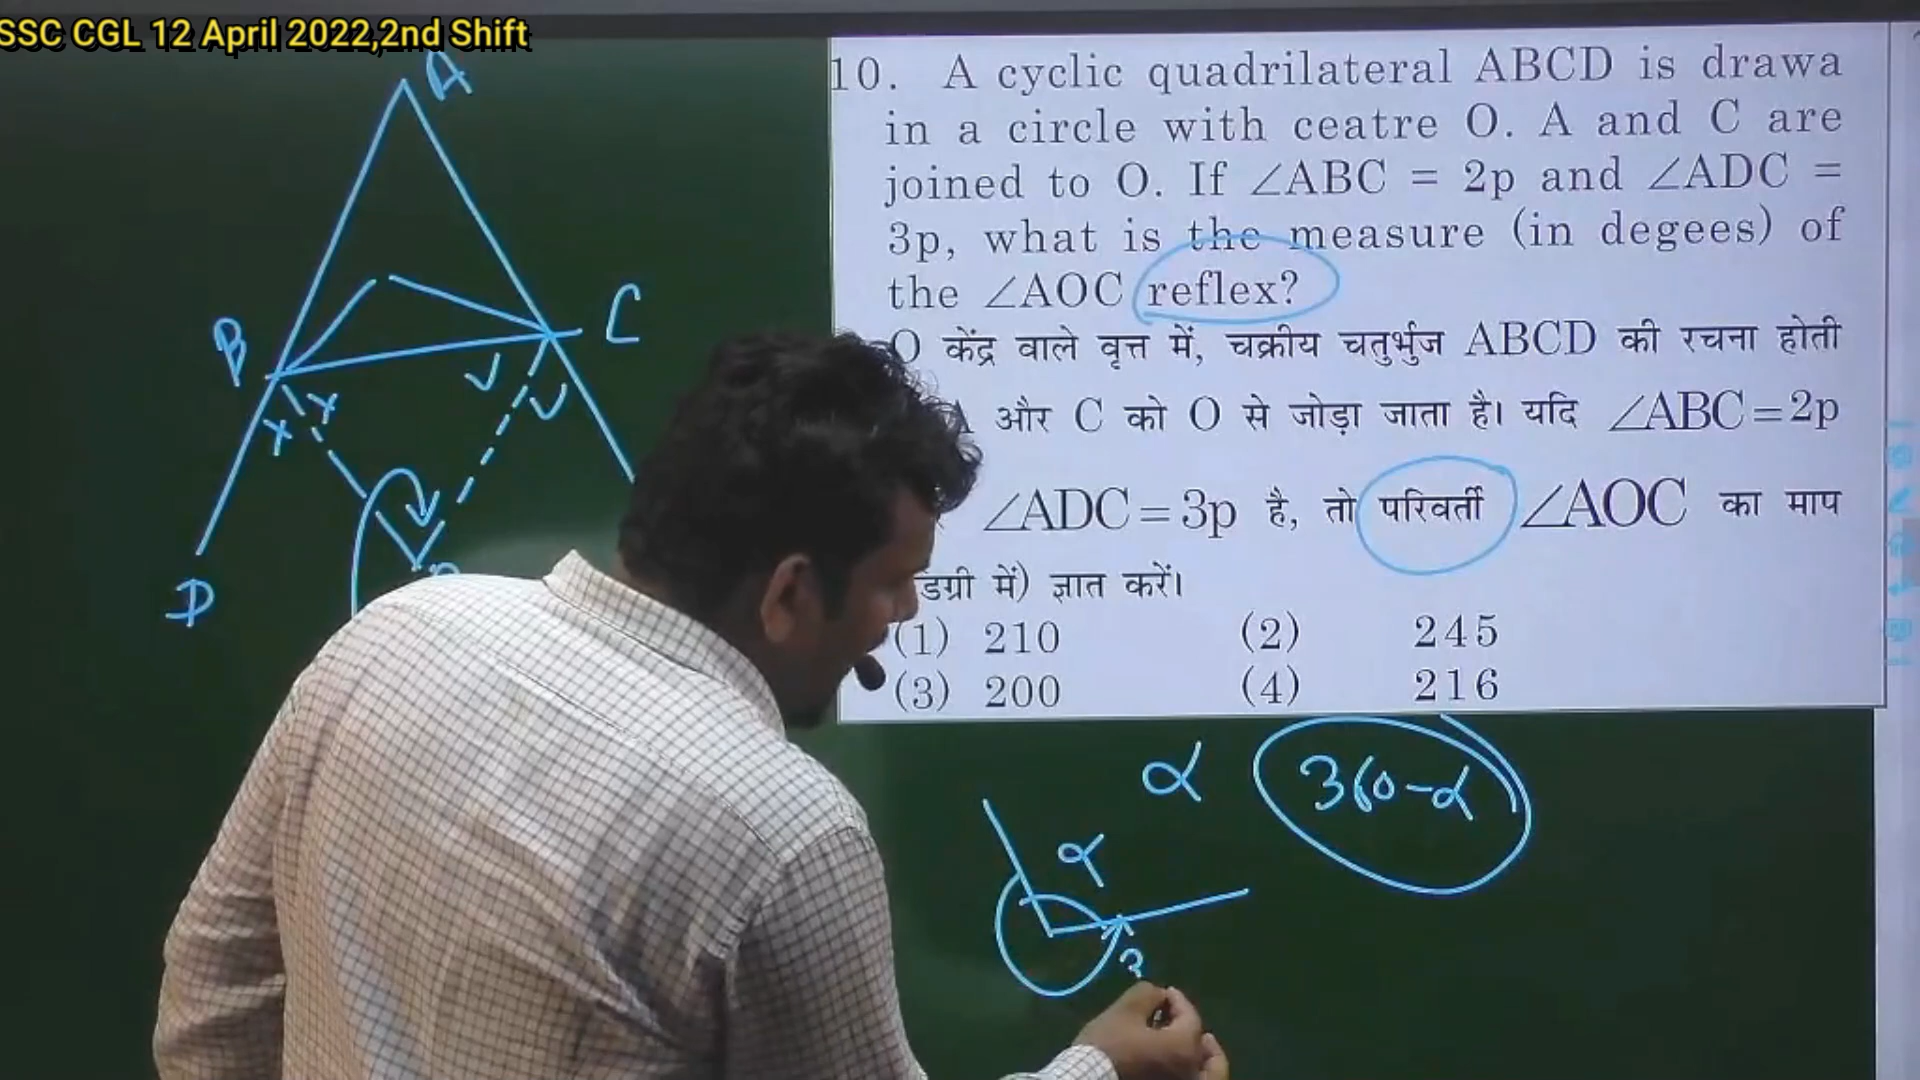 SSC CGL 12 April 2022,2nd Shift
A
B
C
D
x x
10. A cyclic quadrilateral ABCD is drawa
in a circle with ceatre O. A and C are
joined to O. If ∠ABC = 2p and ∠ADC =
3p, what is the measure (in degees) of
the ∠AOC reflex?
O केंद्र वाले वृत्त में, चक्रीय चतुर्भुज ABCD की रचना होती
A और C को O से जोड़ा जाता है। यदि ∠ABC=2p
∠ADC=3p है, तो परिवर्ती ∠AOC का माप
डिग्री में) ज्ञात करें।
(1) 210 (2) 245
(3) 200 (4) 216
α 360-α
α
3